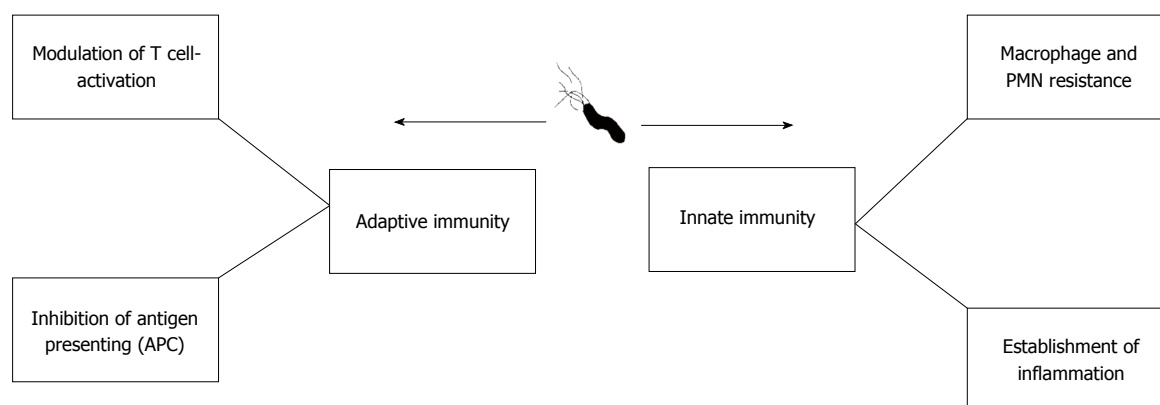 Modulation of T cell-
activation
Macrophage and
PMN resistance
Adaptive immunity
Innate immunity
Inhibition of antigen
presenting (APC)
Establishment of
inflammation